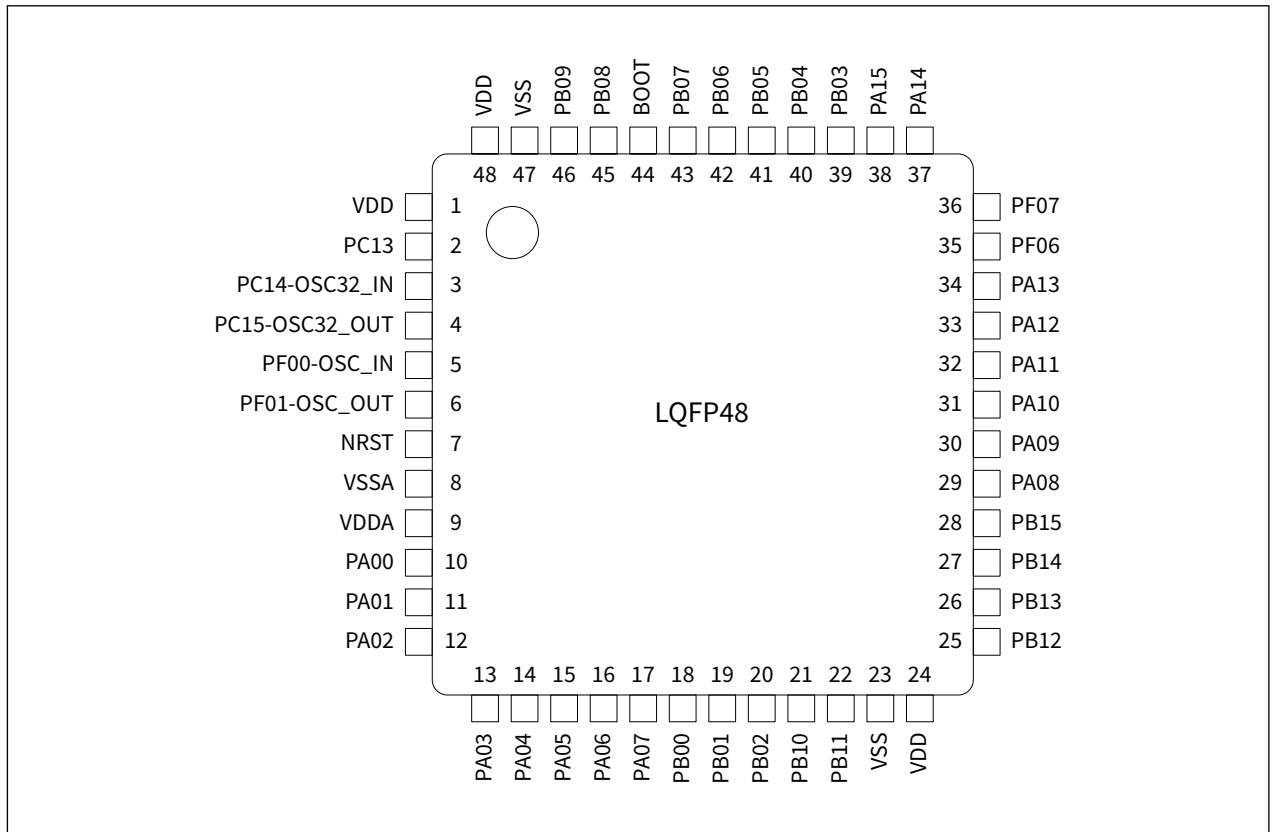 VDD VSS PB09 PB08 BOOT PB07 PB06 PB05 PB04 PB03 PA15 PA14
48 47 46 45 44 43 42 41 40 39 38 37
VDD 1 36 PF07
PC13 2 35 PF06
PC14-OSC32_IN 3 34 PA13
PC15-OSC32_OUT 4 33 PA12
PF00-OSC_IN 5 32 PA11
PF01-OSC_OUT 6 31 PA10
LQFP48
NRST 7 30 PA09
VSSA 8 29 PA08
VDDA 9 28 PB15
PA00 10 27 PB14
PA01 11 26 PB13
PA02 12 25 PB12
13 14 15 16 17 18 19 20 21 22 23 24
PA03 PA04 PA05 PA06 PA07 PB00 PB01 PB02 PB10 PB11 VSS VDD